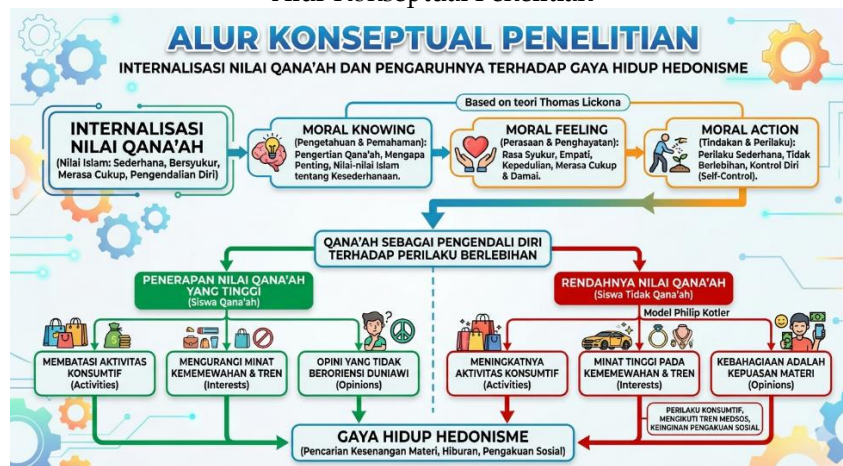 ALUR KONSEPTUAL PENELITIAN
INTERNALISASI NILAI QANA'AH DAN PENGARUHNYA TERHADAP GAYA HIDUP HEDONISME
Based on teori Thomas Lickona
INTERNALISASI
NILAI QANA'AH
(Nilai Islam: Sederhana, Bersyukur,
Merasa Cukup, Pengendalian Diri)
MORAL KNOWING
(Pengetahuan & Pemahaman):
Pengertian Qana'ah, Mengapa
Penting, Nilai-nilai Islam
tentang Kesederhanaan.
MORAL FEELING
(Perasaan & Penghayatan):
Rasa Syukur, Empati,
Kepedulian, Merasa Cukup
& Damai.
MORAL ACTION
(Tindakan & Perilaku):
Perilaku Sederhana, Tidak
Berlebihan, Kontrol Diri
(Self-Control).
QANA'AH SEBAGAI PENGENDALI DIRI
TERHADAP PERILAKU BERLEBIHAN
PENERAPAN NILAI QANA'AH
YANG TINGGI
(Siswa Qana'ah)
RENDAHNYA NILAI QANA'AH
(Siswa Tidak Qana'ah)
Model Philip Kotler
MEMBATASI AKTIVITAS
KONSUMTIF
(Activities)
MENGURANGI MINAT
KEMEMEWAHAN & TREN
(Interests)
OPINI YANG TIDAK
BERORIENSI DUNIAWI
(Opinions)
MENINGKATNYA
AKTIVITAS KONSUMTIF
(Activities)
MINAT TINGGI PADA
KEMEMEWAHAN & TREN
(Interests)
KEBAHAGIAAN ADALAH
KEPUASAN MATERI
(Opinions)
PERILAKU KONSUMTIF,
MENGIKUTI TREN MEDSOS,
KEINGINAN PENGAKUAN SOSIAL
GAYA HIDUP HEDONISME
(Pencarian Kesenangan Materi, Hiburan, Pengakuan Sosial)